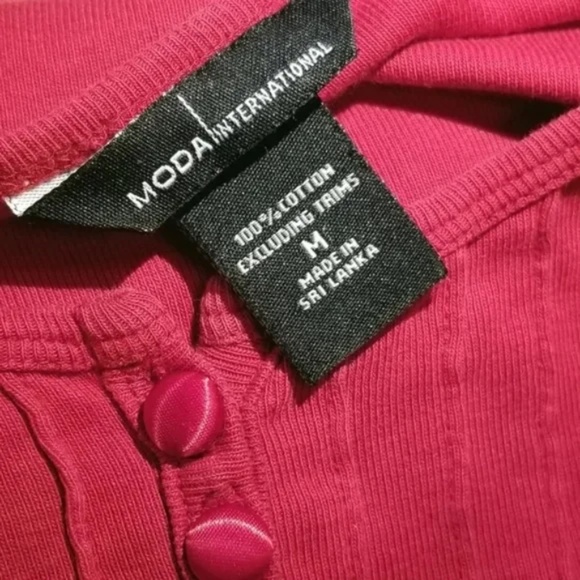 MODA INTERNATIONAL
100% COTTON
EXCLUDING TRIMS
M
MADE IN
SRI LANKA